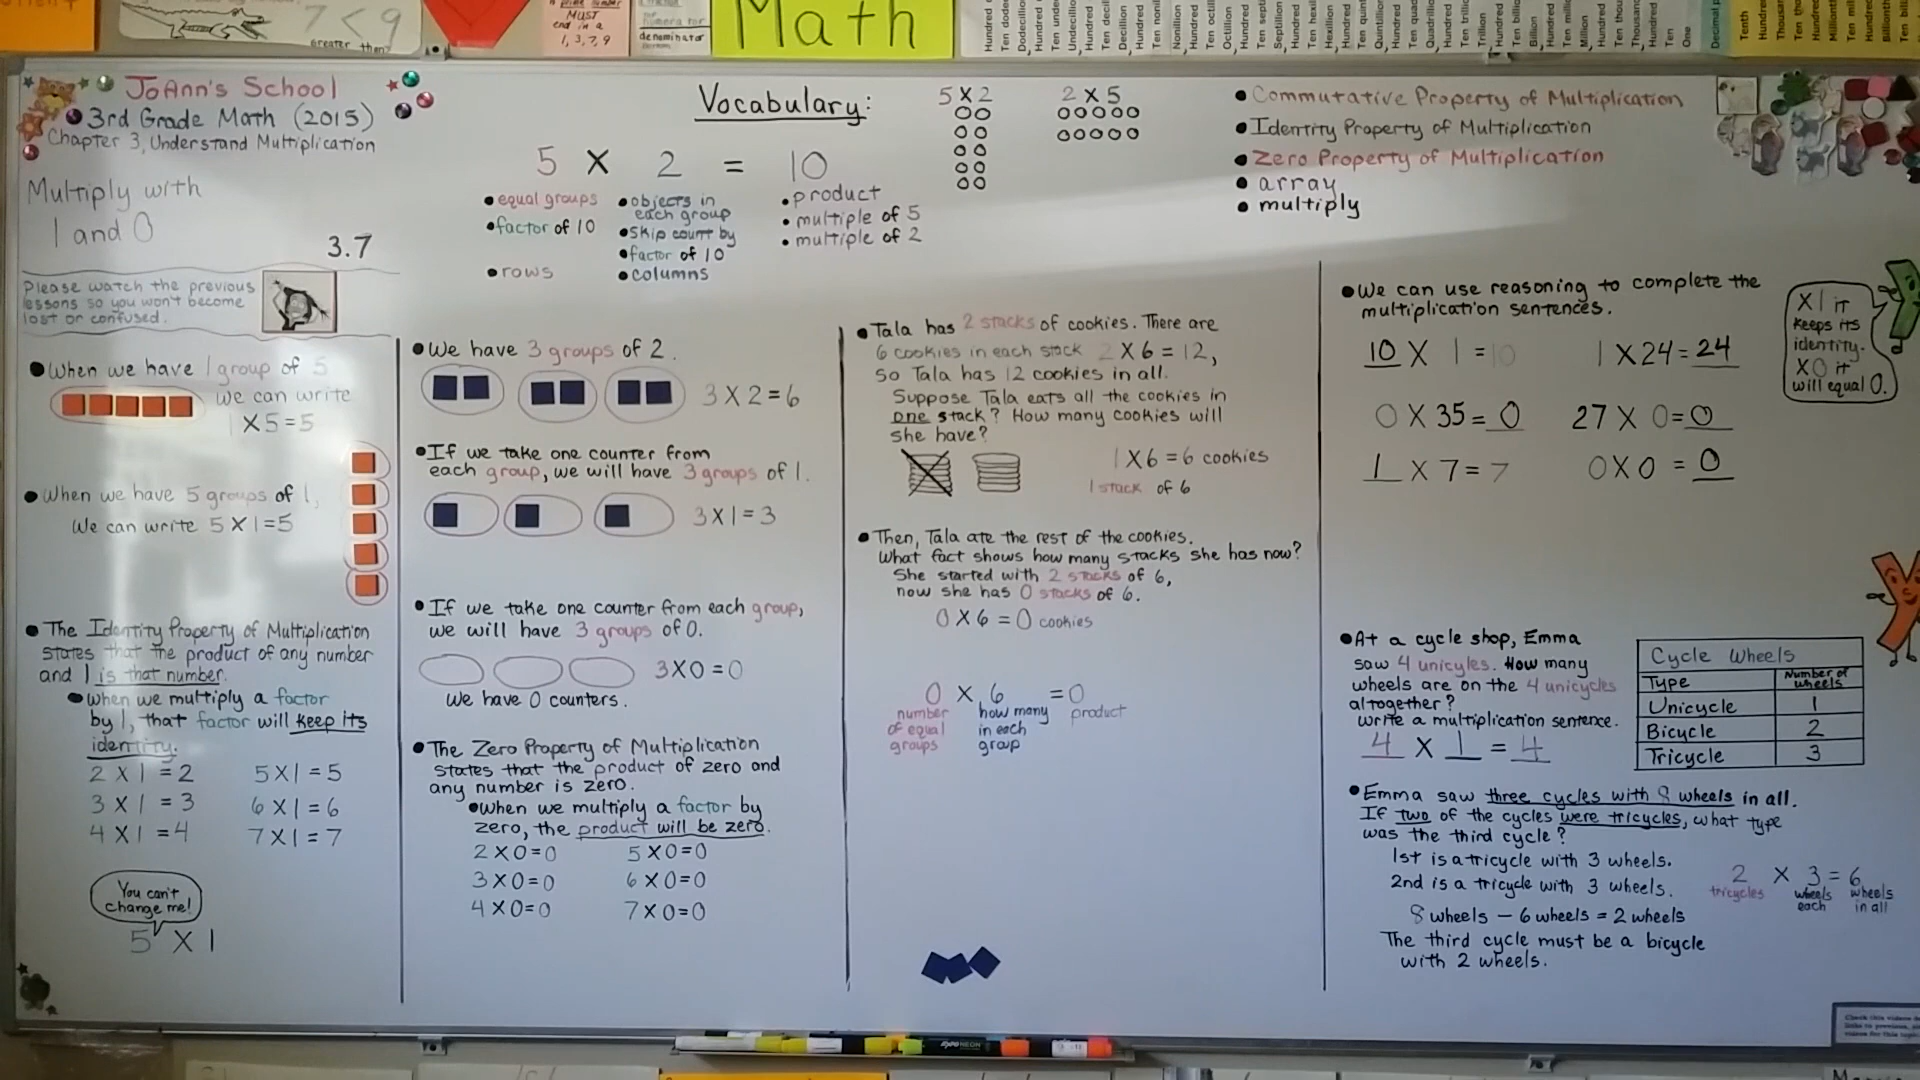 7 < 9
Greater than
MUST
end in a
1, 3, 7, 9
denominator
Math
JoAnn's School
3rd Grade Math (2015)
Chapter 3, Understand Multiplication
Multiply with
1 and 0
3.7
Please watch the previous
lessons so you won't become
lost or confused.
Vocabulary:
5 X 2 = 10
• equal groups
• factor of 10
• rows
• objects in
each group
• skip count by
• factor of 10
• columns
• product
• multiple of 5
• multiple of 2
5 X 2
2 X 5
• Commutative Property of Multiplication
• Identity Property of Multiplication
• Zero Property of Multiplication
• array
• multiply
• When we have 1 group of 5
we can write
1 X 5 = 5
• When we have 5 groups of 1,
we can write 5 X 1 = 5
• The Identity Property of Multiplication
states that the product of any number
and 1 is that number.
• When we multiply a factor
by 1, that factor will keep its
identity.
2 X 1 = 2 5 X 1 = 5
3 X 1 = 3 6 X 1 = 6
4 X 1 = 4 7 X 1 = 7
You can't
change me!
5 X 1
• We have 3 groups of 2.
3 X 2 = 6
• If we take one counter from
each group, we will have 3 groups of 1.
3 X 1 = 3
• If we take one counter from each group,
we will have 3 groups of 0.
3 X 0 = 0
We have 0 counters.
• The Zero Property of Multiplication
states that the product of zero and
any number is zero.
• When we multiply a factor by
zero, the product will be zero.
2 X 0 = 0 5 X 0 = 0
3 X 0 = 0 6 X 0 = 0
4 X 0 = 0 7 X 0 = 0
• Tala has 2 stacks of cookies. There are
6 cookies in each stack 2 X 6 = 12,
so Tala has 12 cookies in all.
Suppose Tala eats all the cookies in
one stack? How many cookies will
she have?
1 X 6 = 6 cookies
1 stack of 6
• Then, Tala ate the rest of the cookies.
What fact shows how many stacks she has now?
She started with 2 stacks of 6,
now she has 0 stacks of 6.
0 X 6 = 0 cookies
0 X 6 = 0
number
of equal
groups
how many
in each
group
product
• We can use reasoning to complete the
multiplication sentences.
10 X 1 = 10 1 X 24 = 24
0 X 35 = 0 27 X 0 = 0
1 X 7 = 7 0 X 0 = 0
X 1 it
keeps its
identity.
X 0 it
will equal 0.
• At a cycle shop, Emma
saw 4 unicyles. How many
wheels are on the 4 unicycles
altogether?
Write a multiplication sentence.
4 X 1 = 4
Cycle Wheels
Type Number of wheels
Unicycle 1
Bicycle 2
Tricycle 3
• Emma saw three cycles with 8 wheels in all.
If two of the cycles were tricycles, what type
was the third cycle?
1st is a tricycle with 3 wheels.
2nd is a tricycle with 3 wheels.
8 wheels - 6 wheels = 2 wheels
The third cycle must be a bicycle
with 2 wheels.
2 X 3 = 6
tricycles
wheels
each
wheels
in all